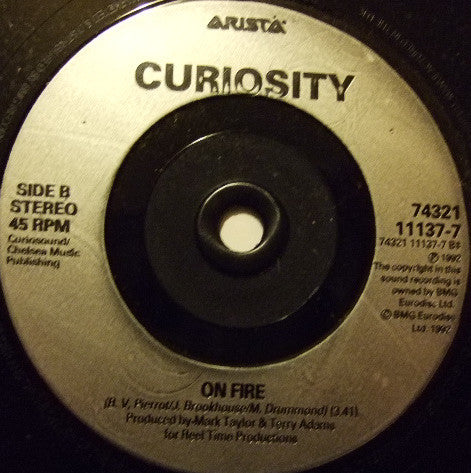 ARISTA
CURIOSITY
SIDE B
STEREO
45 RPM
Curiosound/
Chelsea Music
Publishing
74321
11137-7
74321 11137-7 B‡
Ⓟ 1992
The copyright in this
sound recording is
owned by BMG
Eurodisc Ltd.
© BMG Eurodisc
Ltd. 1992
ON FIRE
(B. V. Pierrot/J. Brookhouse/M. Drummond) (3.41)
Produced by Mark Taylor & Terry Adams
for Reel Time Productions